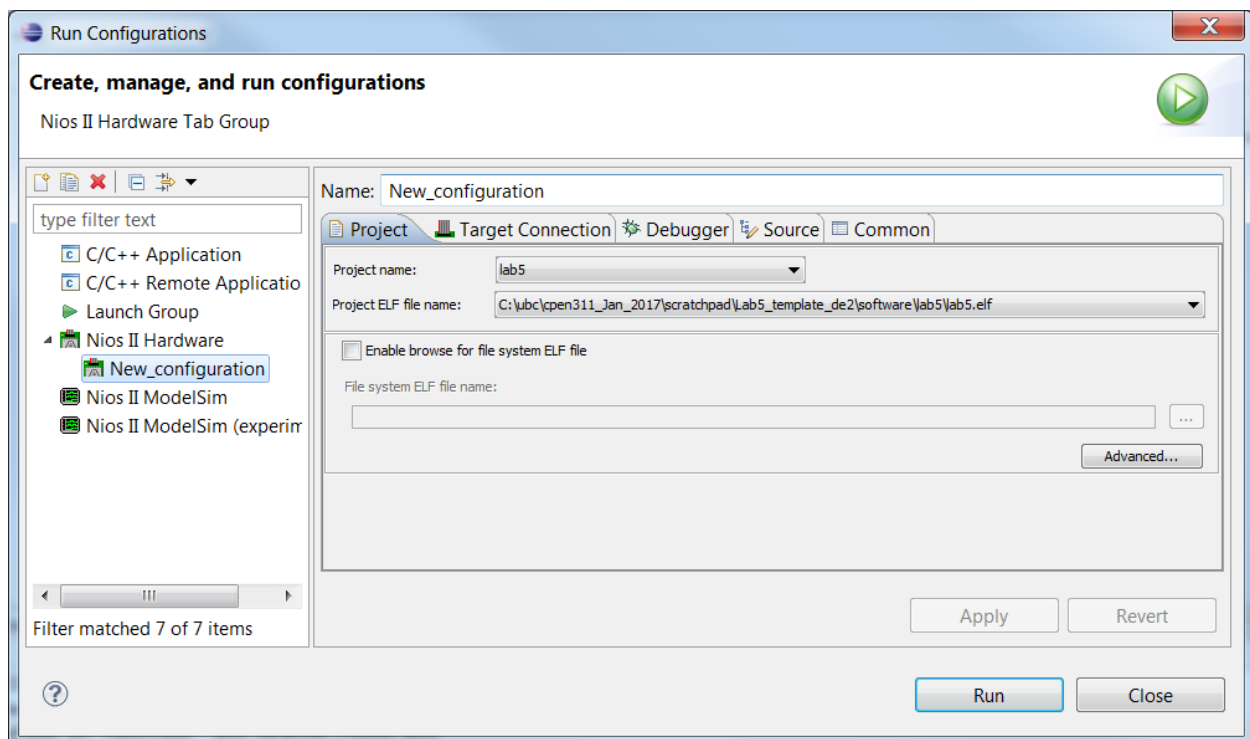 Run Configurations
Create, manage, and run configurations
Nios II Hardware Tab Group
type filter text
C/C++ Application
C/C++ Remote Applicatio
Launch Group
Nios II Hardware
New_configuration
Nios II ModelSim
Nios II ModelSim (experim
Filter matched 7 of 7 items
Name: New_configuration
Project Target Connection Debugger Source Common
Project name: lab5
Project ELF file name: C:\ubc\cpen311_Jan_2017\scratchpad\Lab5_template_de2\software\lab5\lab5.elf
Enable browse for file system ELF file
File system ELF file name:
...
Advanced...
Apply Revert
Run Close